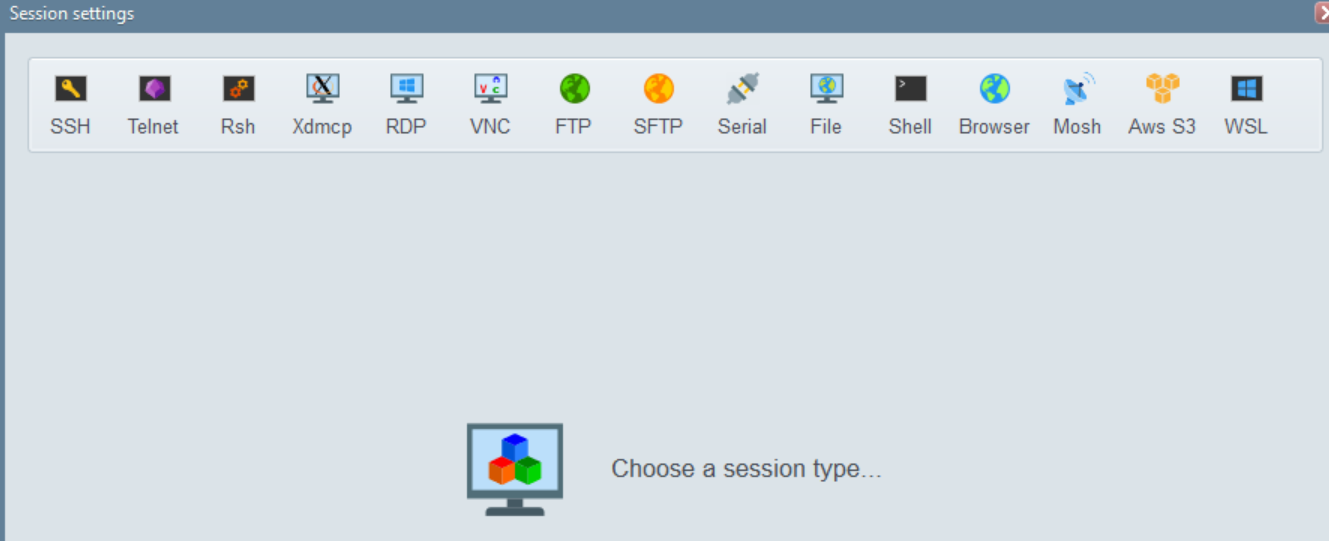 Session settings
SSH Telnet Rsh Xdmcp RDP VNC FTP SFTP Serial File Shell Browser Mosh Aws S3 WSL
Choose a session type...